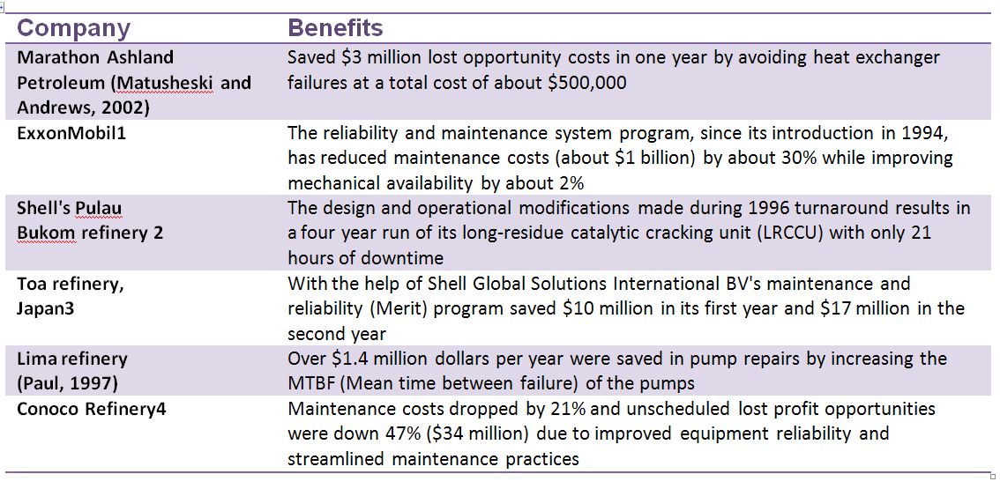 Company Benefits
Marathon Ashland Saved $3 million lost opportunity costs in one year by avoiding heat exchanger
Petroleum (Matusheski and failures at a total cost of about $500,000
Andrews, 2002)
ExxonMobil1 The reliability and maintenance system program, since its introduction in 1994,
has reduced maintenance costs (about $1 billion) by about 30% while improving
mechanical availability by about 2%
Shell's Pulau The design and operational modifications made during 1996 turnaround results in
Bukom refinery 2 a four year run of its long-residue catalytic cracking unit (LRCCU) with only 21
hours of downtime
Toa refinery, With the help of Shell Global Solutions International BV's maintenance and
Japan3 reliability (Merit) program saved $10 million in its first year and $17 million in the
second year
Lima refinery Over $1.4 million dollars per year were saved in pump repairs by increasing the
(Paul, 1997) MTBF (Mean time between failure) of the pumps
Conoco Refinery4 Maintenance costs dropped by 21% and unscheduled lost profit opportunities
were down 47% ($34 million) due to improved equipment reliability and
streamlined maintenance practices